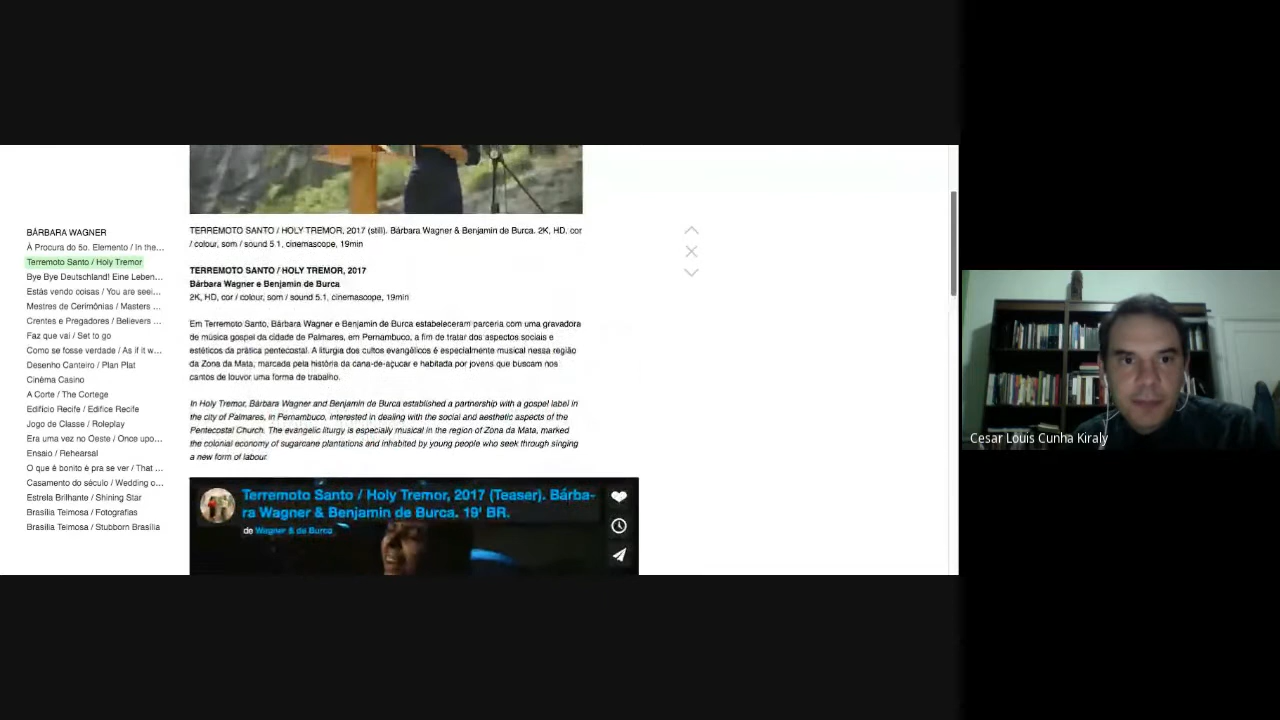 TERREMOTO SANTO / HOLY TREMOR, 2017 (still). Bárbara Wagner & Benjamin de Burca. 2K, HD, cor
/ colour, som / sound 5.1, cinemascope, 19min
BÁRBARA WAGNER
À Procura do 5o. Elemento / In the...
Terremoto Santo / Holy Tremor
Bye Bye Deutschland! Eine Leben...
Estás vendo coisas / You are seei...
Mestres de Cerimônias / Masters ...
Crentes e Pregadores / Believers ...
Faz que vai / Set to go
Como se fosse verdade / As if it w...
Desenho Canteiro / Plan Plat
Cinéma Casino
A Corte / The Cortege
Edifício Recife / Edifice Recife
Jogo de Classe / Roleplay
Era uma vez no Oeste / Once upo...
Ensaio / Rehearsal
O que é bonito é pra se ver / That ...
Casamento do século / Wedding o...
Estrela Brilhante / Shining Star
Brasília Teimosa / Fotografias
Brasília Teimosa / Stubborn Brasília
TERREMOTO SANTO / HOLY TREMOR, 2017
Bárbara Wagner e Benjamin de Burca
2K, HD, cor / colour, som / sound 5.1, cinemascope, 19min
Em Terremoto Santo, Bárbara Wagner e Benjamin de Burca estabeleceram parceria com uma gravadora
de música gospel da cidade de Palmares, em Pernambuco, a fim de tratar dos aspectos sociais e
estéticos da prática pentecostal. A liturgia dos cultos evangélicos é especialmente musical nessa região
da Zona da Mata, marcada pela história da cana-de-açucar e habitada por jovens que buscam nos
cantos de louvor uma forma de trabalho.
In Holy Tremor, Bárbara Wagner and Benjamin de Burca established a partnership with a gospel label in
the city of Palmares, in Pernambuco, interested in dealing with the social and aesthetic aspects of the
Pentecostal Church. The evangelic liturgy is especially musical in the region of Zona da Mata, marked
the colonial economy of sugarcane plantations and inhabited by young people who seek through singing
a new form of labour.
Terremoto Santo / Holy Tremor, 2017 (Teaser). Bárba-
ra Wagner & Benjamin de Burca. 19' BR.
de Wagner & de Burca
Cesar Louis Cunha Kiraly